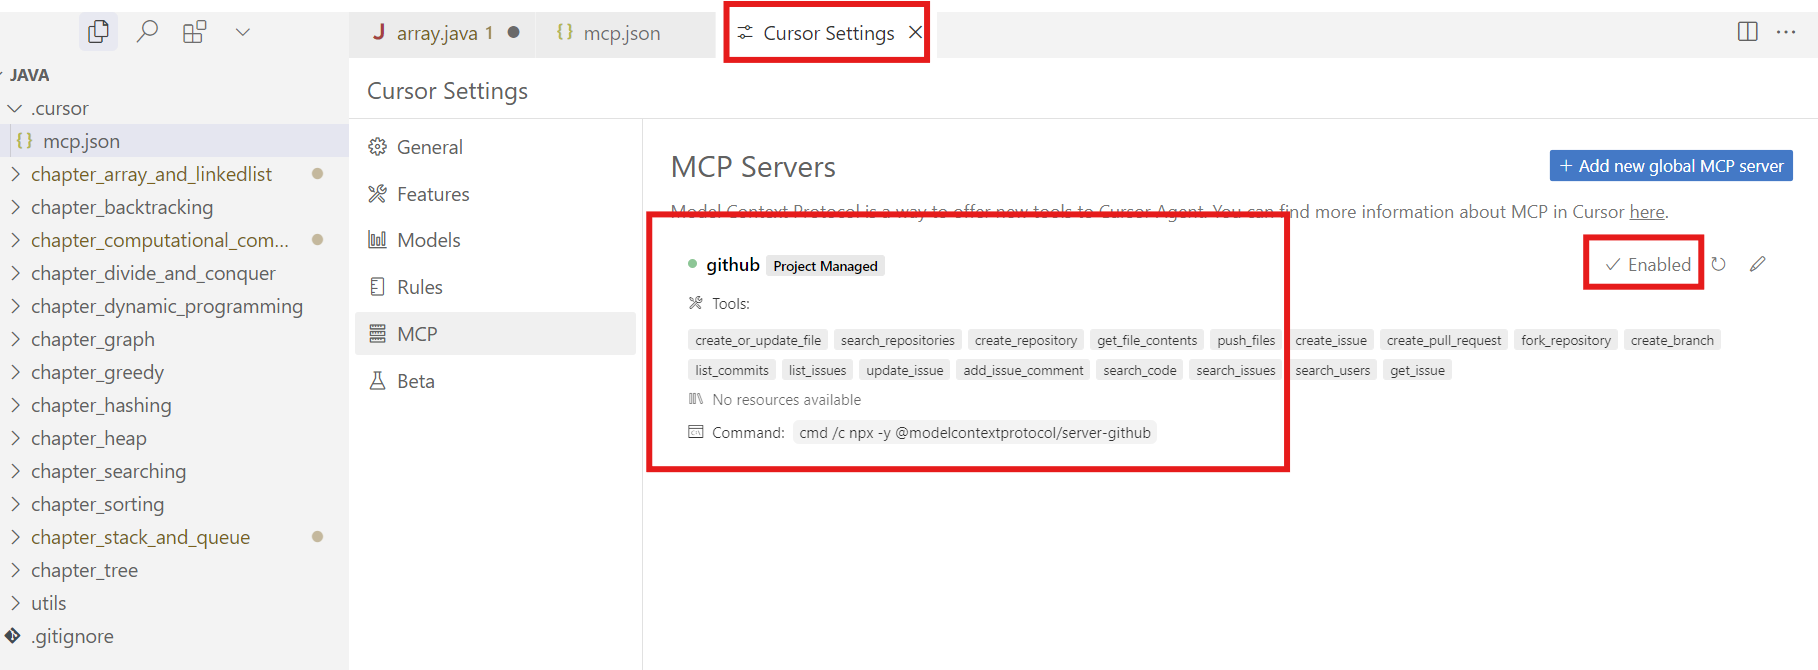 array.java 1
mcp.json
Cursor Settings
JAVA
.cursor
mcp.json
chapter_array_and_linkedlist
chapter_backtracking
chapter_computational_com...
chapter_divide_and_conquer
chapter_dynamic_programming
chapter_graph
chapter_greedy
chapter_hashing
chapter_heap
chapter_searching
chapter_sorting
chapter_stack_and_queue
chapter_tree
utils
.gitignore
Cursor Settings
General
Features
Models
Rules
MCP
Beta
MCP Servers
+ Add new global MCP server
Model Context Protocol is a way to offer new tools to Cursor Agent. You can find more information about MCP in Cursor here.
github Project Managed
Enabled
Tools:
create_or_update_file search_repositories create_repository get_file_contents push_files create_issue create_pull_request fork_repository create_branch
list_commits list_issues update_issue add_issue_comment search_code search_issues search_users get_issue
No resources available
Command: cmd /c npx -y @modelcontextprotocol/server-github